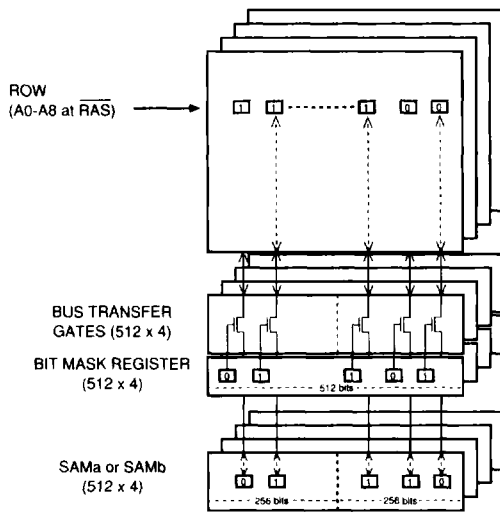 ROW
(A0-A8 at RAS)
1 1 1 0 0
BUS TRANSFER
GATES (512 x 4)
BIT MASK REGISTER
(512 x 4)
0 1 1 0 1
512 bits
SAMa or SAMb
(512 x 4)
0 1 1 1 0
256 bits 256 bits